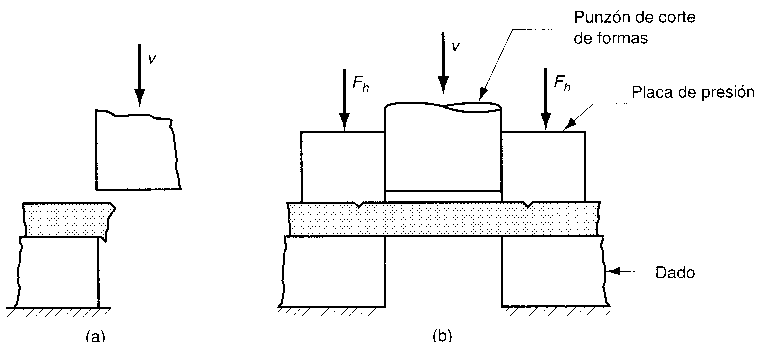 Punzón de corte
de formas
v
v
F_h
F_h
Placa de presión
Dado
(a)
(b)